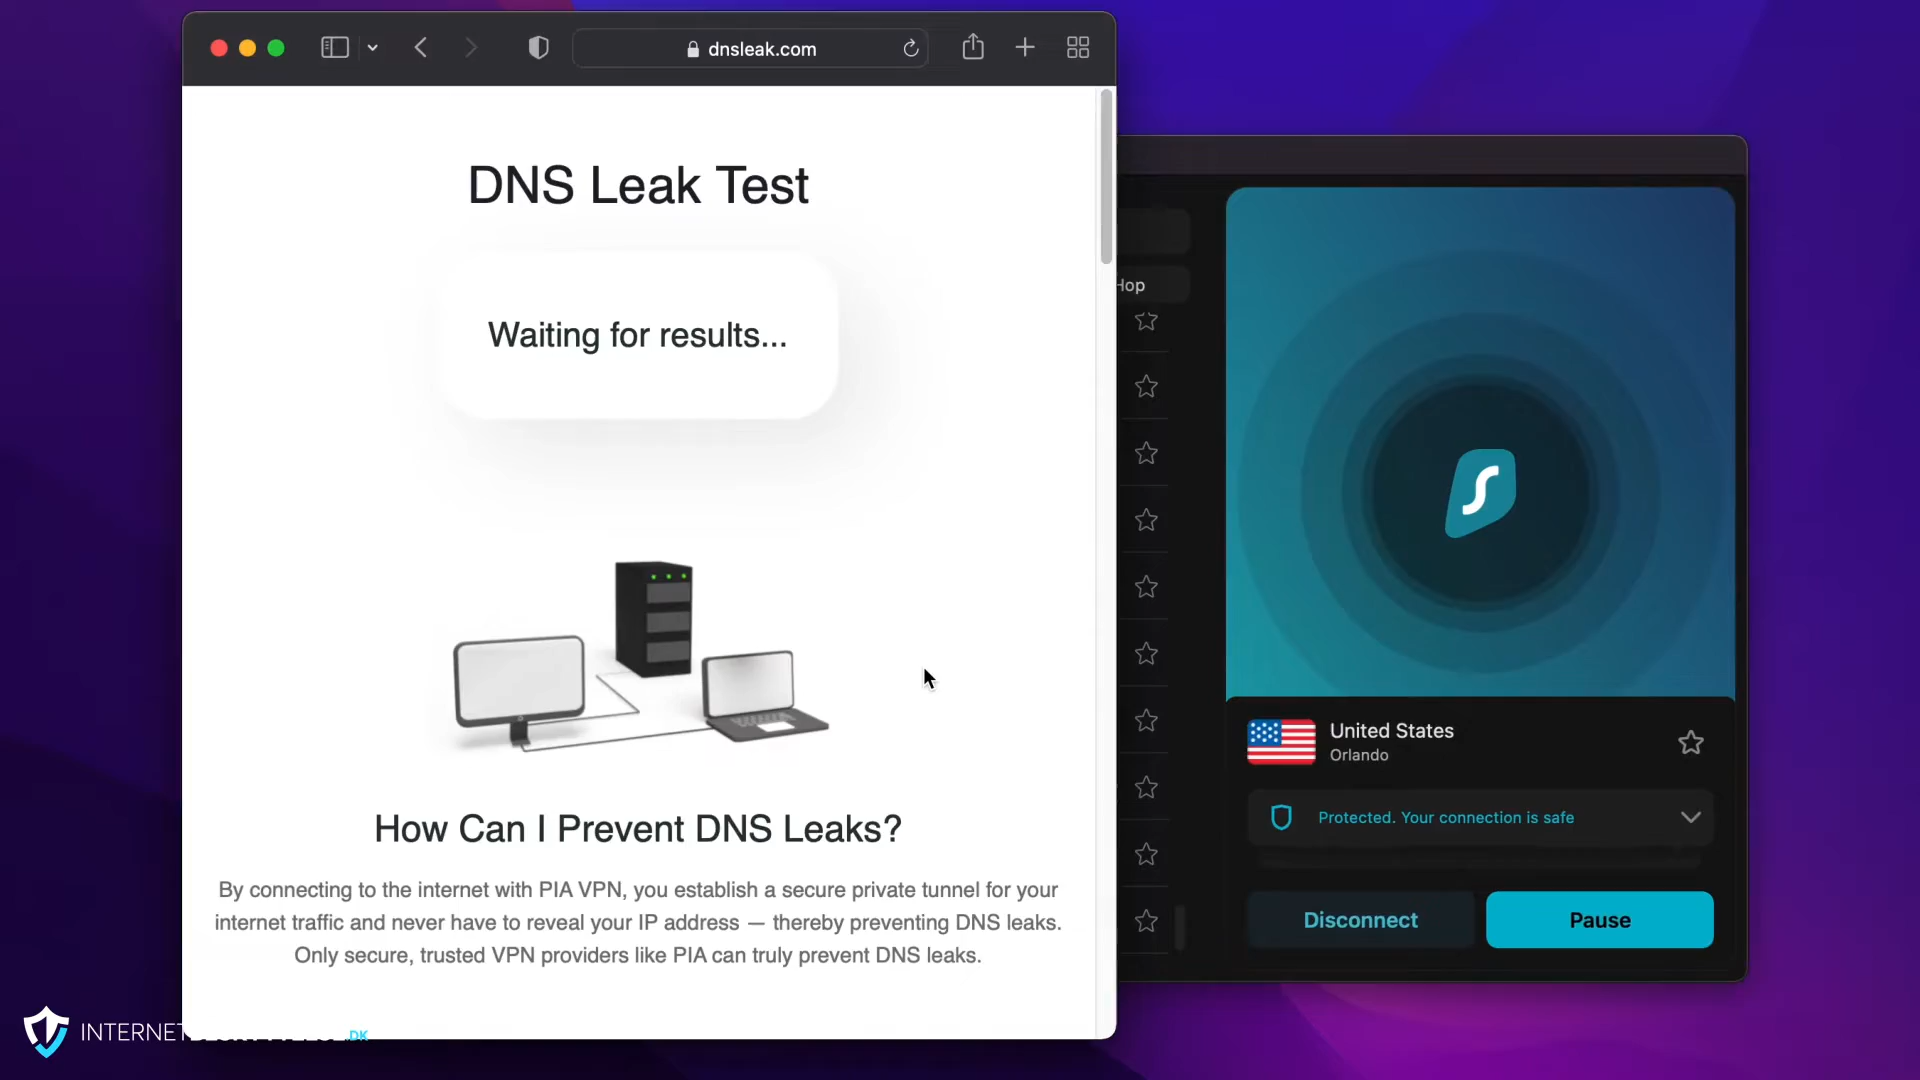 dnsleak.com
DNS Leak Test
Waiting for results...
How Can I Prevent DNS Leaks?
By connecting to the internet with PIA VPN, you establish a secure private tunnel for your
internet traffic and never have to reveal your IP address — thereby preventing DNS leaks.
Only secure, trusted VPN providers like PIA can truly prevent DNS leaks.
Hop
United States
Orlando
Protected. Your connection is safe
Disconnect
Pause
INTERNET
.DK